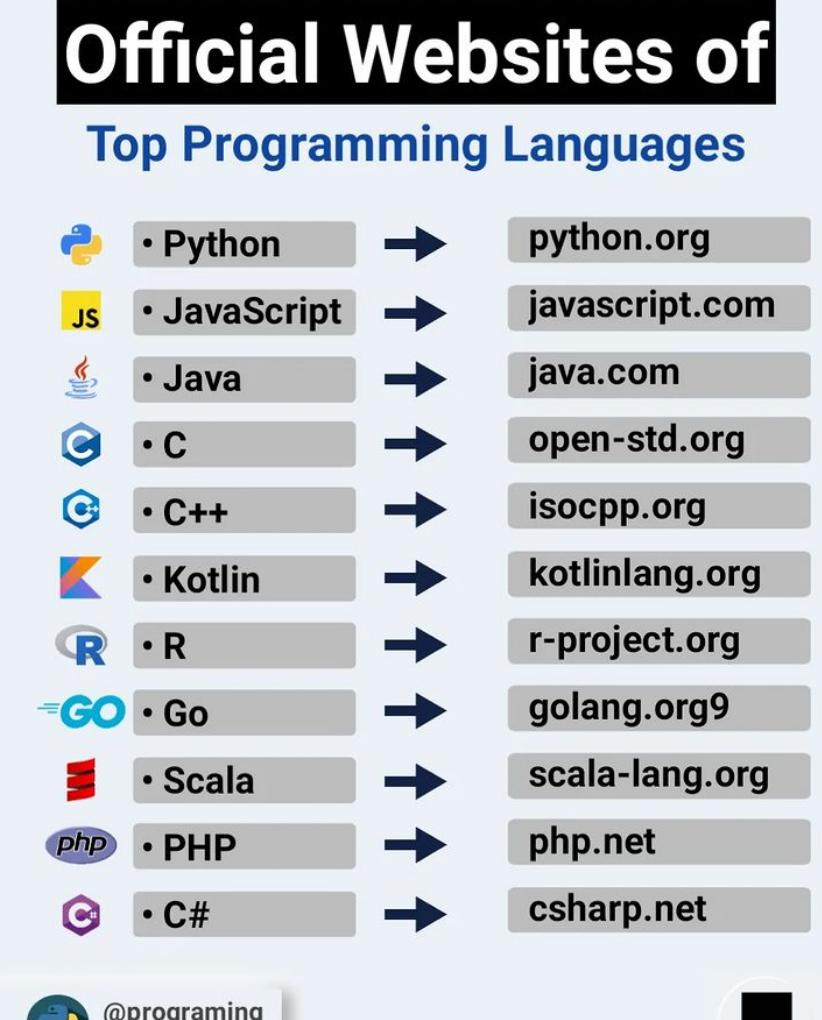 Official Websites of
Top Programming Languages
• Python python.org
JS • JavaScript javascript.com
• Java java.com
C • C open-std.org
C++ • C++ isocpp.org
• Kotlin kotlinlang.org
R • R r-project.org
GO • Go golang.org9
• Scala scala-lang.org
php • PHP php.net
C# • C# csharp.net
@programing